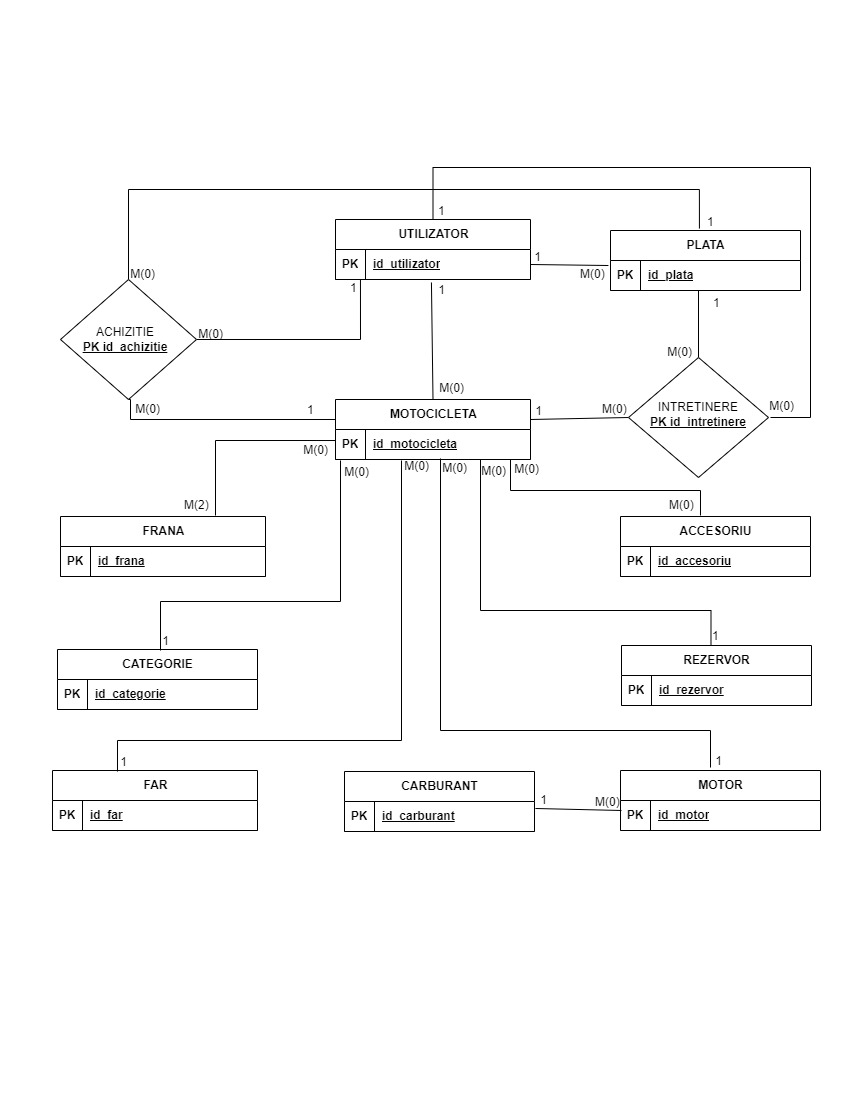 1
UTILIZATOR
PK id_utilizator
1
PLATA
PK id_plata
1
M(0)
M(0)
1
1
1
ACHIZITIE
PK id_achizitie
M(0)
M(0)
M(0)
1
M(0)
MOTOCICLETA
PK id_motocicleta
1
M(0)
INTRETINERE
PK id_intretinere
M(0)
M(0)
M(0)
M(0)
M(0)
M(0)
M(0)
M(2)
M(0)
FRANA
PK id_frana
ACCESORIU
PK id_accesoriu
1
1
CATEGORIE
PK id_categorie
REZERVOR
PK id_rezervor
1
1
FAR
PK id_far
CARBURANT
PK id_carburant
1
M(0)
MOTOR
PK id_motor